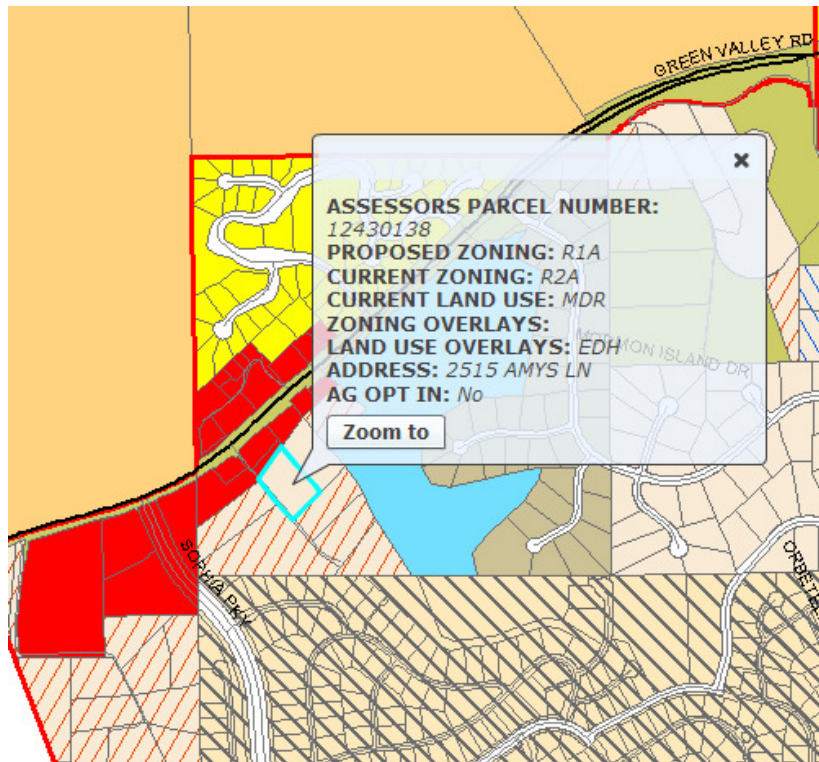 GREEN VALLEY RD
ASSESSORS PARCEL NUMBER:
12430138
PROPOSED ZONING: R1A
CURRENT ZONING: R2A
CURRENT LAND USE: MDR
ZONING OVERLAYS:
LAND USE OVERLAYS: EDH
MORMON ISLAND DR
ADDRESS: 2515 AMYS LN
AG OPT IN: No
Zoom to
SOPHIA PKY